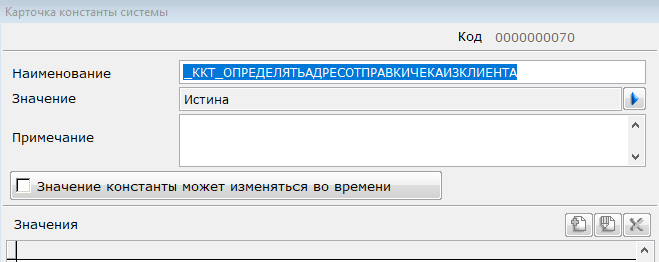 Карточка константы системы
Код 0000000070
Наименование _ККТ_ОПРЕДЕЛЯТЬАДРЕСОТПРАВКИЧЕКАИЗКЛИЕНТА
Значение Истина
Примечание
Значение константы может изменяться во времени
Значения